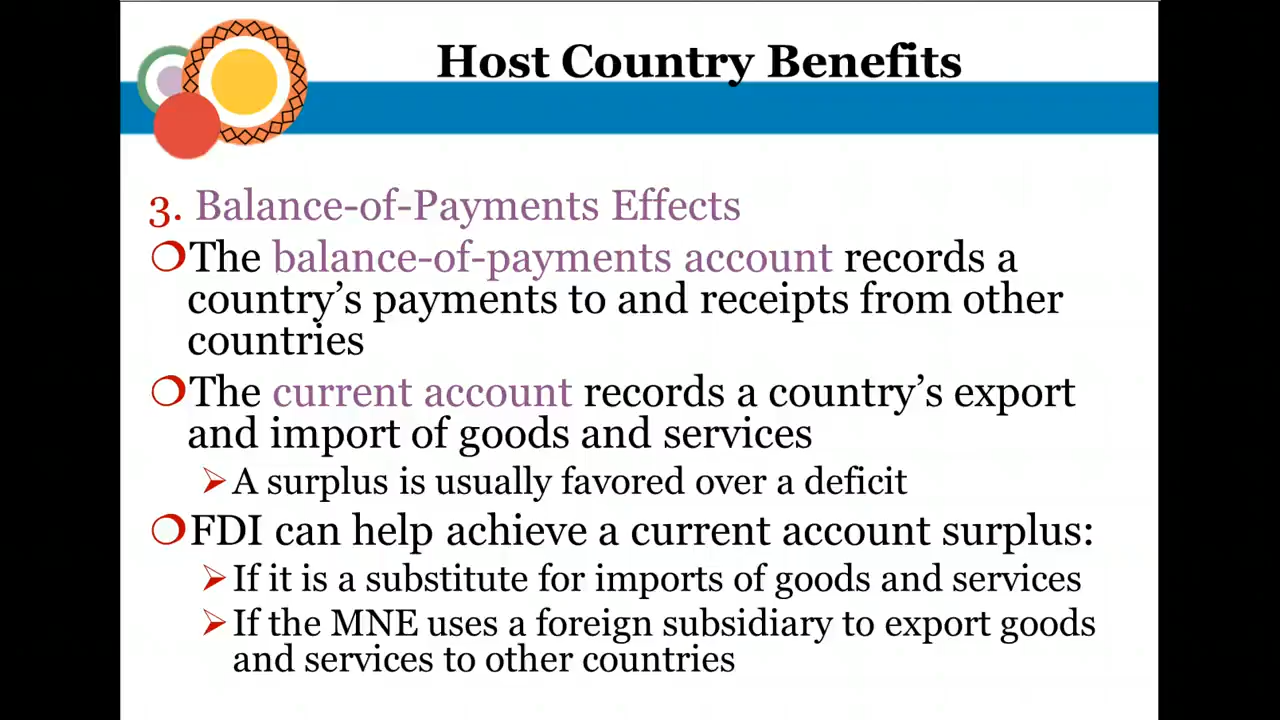 Host Country Benefits
3. Balance-of-Payments Effects
❍The balance-of-payments account records a
country’s payments to and receipts from other
countries
❍The current account records a country’s export
and import of goods and services
➢A surplus is usually favored over a deficit
❍FDI can help achieve a current account surplus:
➢If it is a substitute for imports of goods and services
➢If the MNE uses a foreign subsidiary to export goods
and services to other countries